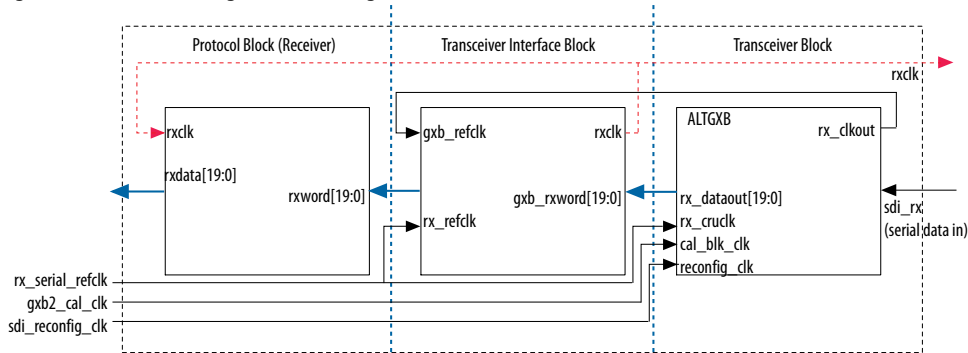 Protocol Block (Receiver)
Transceiver Interface Block
Transceiver Block
rxclk
rxclk
gxb_refclk
rxclk
ALTGXB
rx_clkout
rxdata[19:0]
rxword[19:0]
gxb_rxword[19:0]
rx_dataout[19:0]
sdi_rx
(serial data in)
rx_refclk
rx_cruclk
cal_blk_clk
reconfig_clk
rx_serial_refclk
gxb2_cal_clk
sdi_reconfig_clk